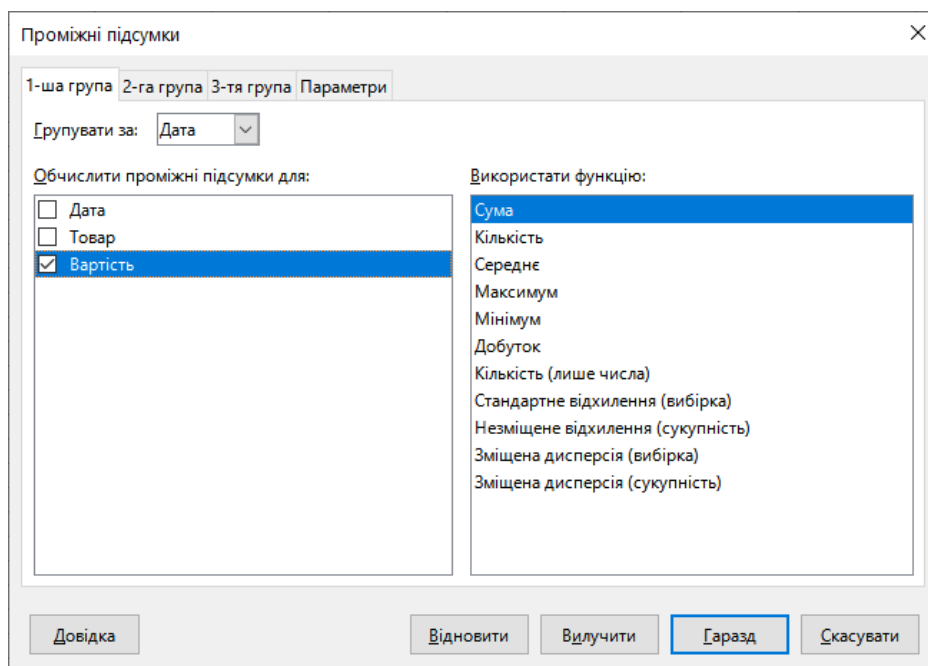 Проміжні підсумки
1-ша група 2-га група 3-тя група Параметри
Групувати за: Дата
Обчислити проміжні підсумки для:
Дата
Товар
Вартість
Використати функцію:
Сума
Кількість
Середнє
Максимум
Мінімум
Добуток
Кількість (лише числа)
Стандартне відхилення (вибірка)
Незміщене відхилення (сукупність)
Зміщена дисперсія (вибірка)
Зміщена дисперсія (сукупність)
Довідка Відновити Вилучити Гаразд Скасувати